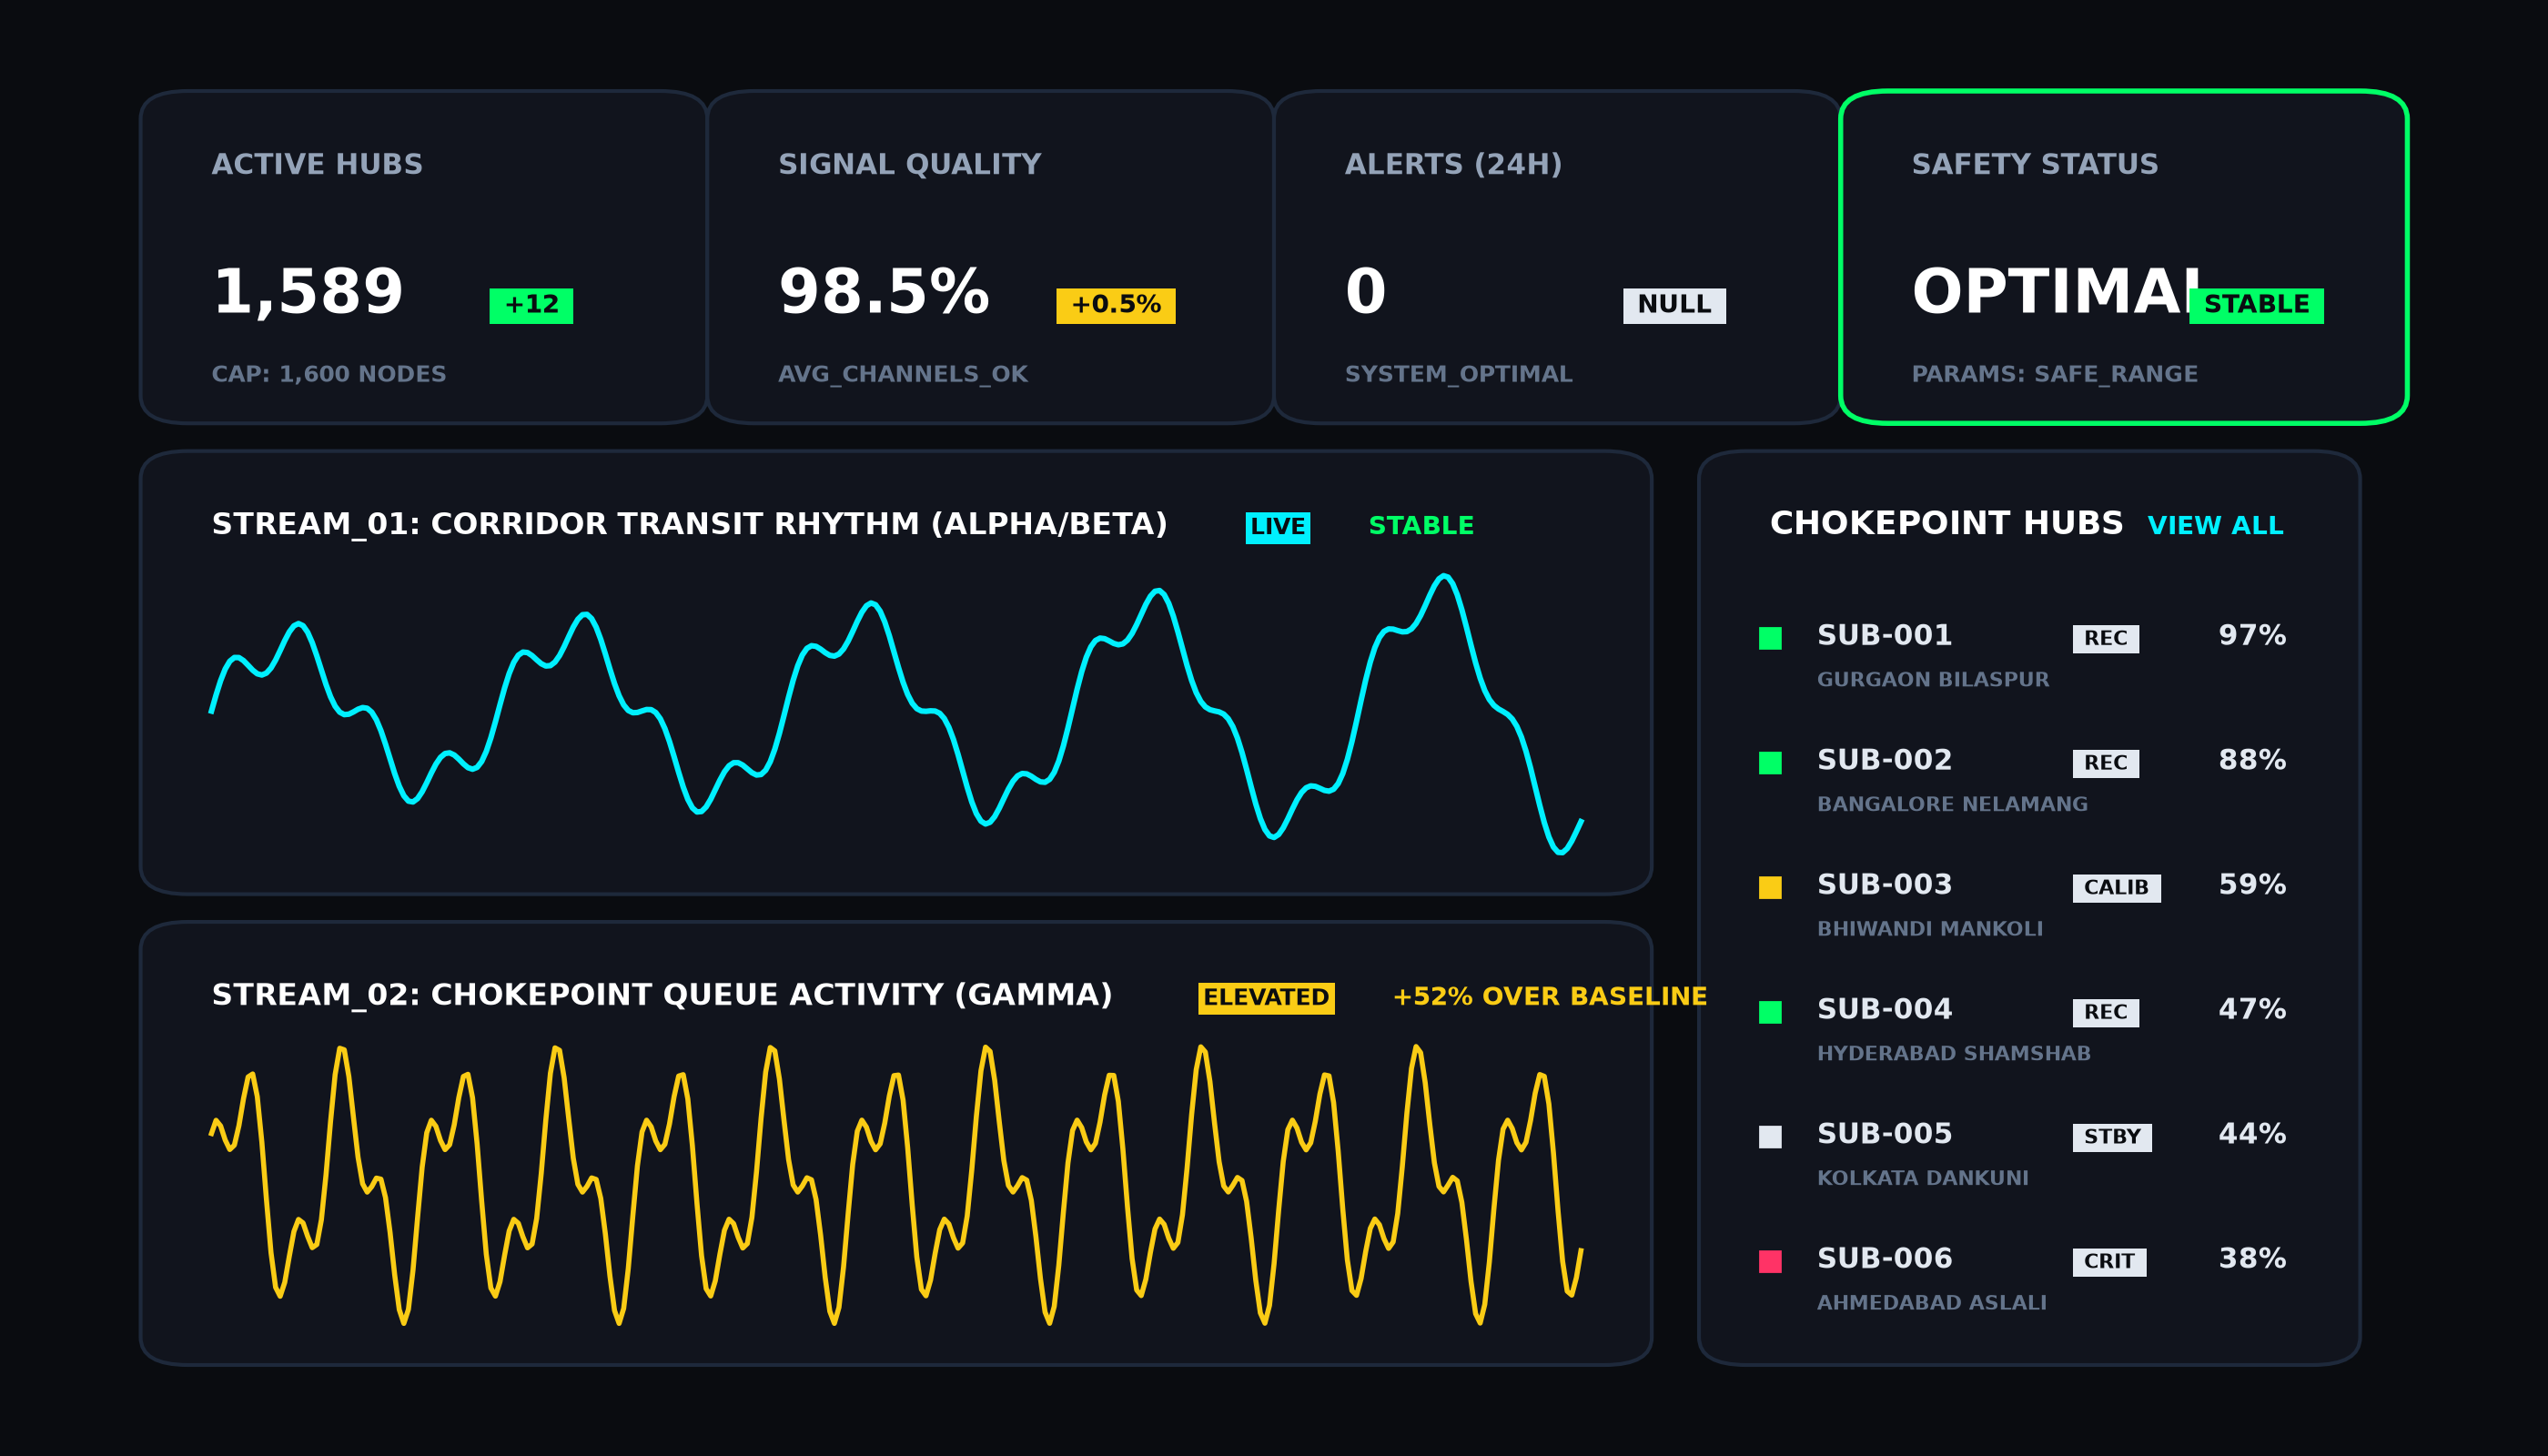 ACTIVE HUBS
1,589 +12
CAP: 1,600 NODES
SIGNAL QUALITY
98.5% +0.5%
AVG_CHANNELS_OK
ALERTS (24H)
0 NULL
SYSTEM_OPTIMAL
SAFETY STATUS
OPTIMAL STABLE
PARAMS: SAFE_RANGE
STREAM_01: CORRIDOR TRANSIT RHYTHM (ALPHA/BETA) LIVE STABLE
STREAM_02: CHOKEPOINT QUEUE ACTIVITY (GAMMA) ELEVATED +52% OVER BASELINE
CHOKEPOINT HUBS VIEW ALL
SUB-001 REC 97%
GURGAON BILASPUR
SUB-002 REC 88%
BANGALORE NELAMANG
SUB-003 CALIB 59%
BHIWANDI MANKOLI
SUB-004 REC 47%
HYDERABAD SHAMSHAB
SUB-005 STBY 44%
KOLKATA DANKUNI
SUB-006 CRIT 38%
AHMEDABAD ASLALI